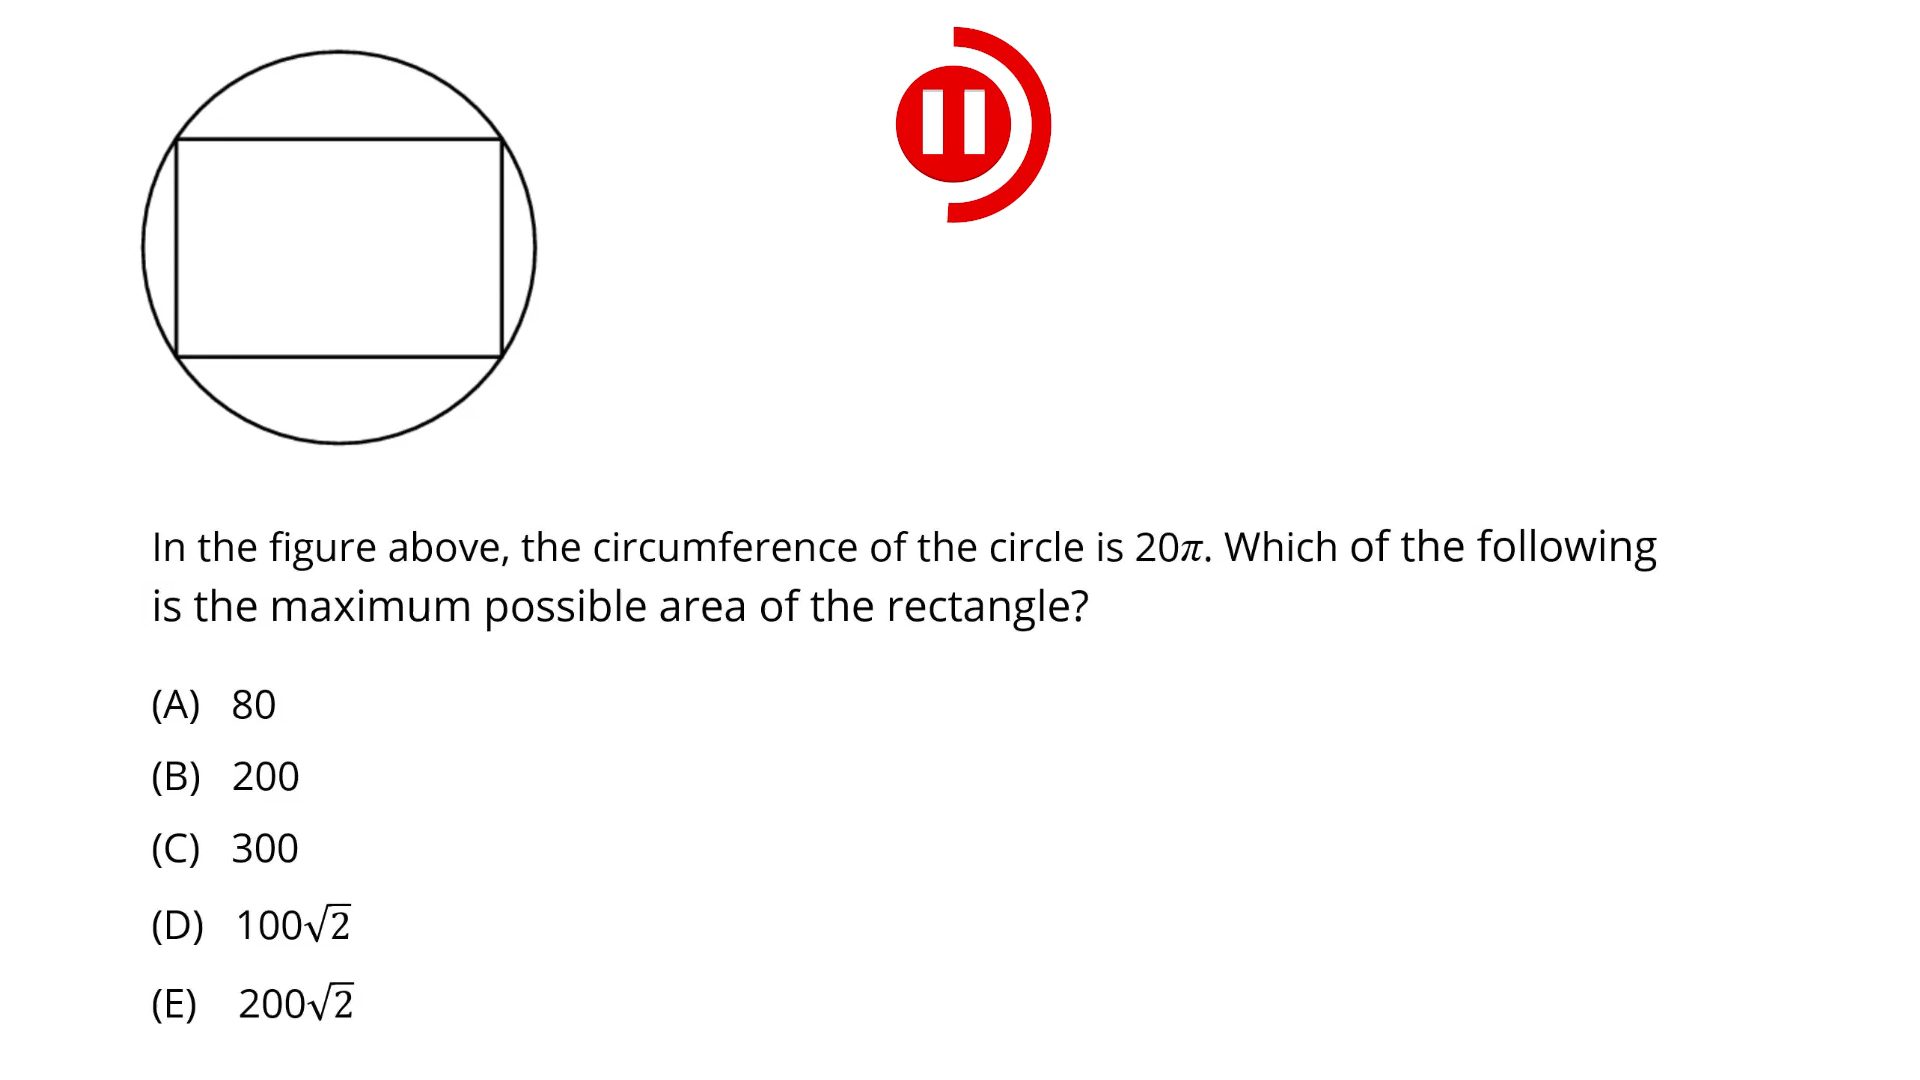 In the figure above, the circumference of the circle is 20π. Which of the following
is the maximum possible area of the rectangle?
(A) 80
(B) 200
(C) 300
(D) 100√2
(E) 200√2